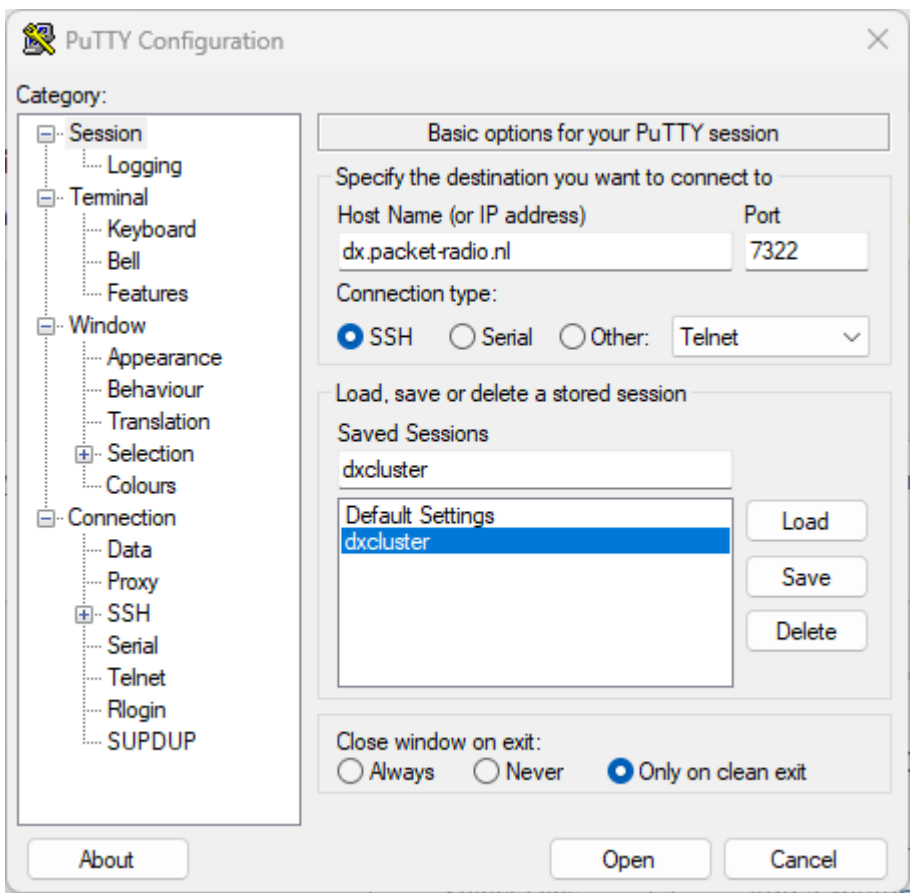 PuTTY Configuration
Category:
Session
Logging
Terminal
Keyboard
Bell
Features
Window
Appearance
Behaviour
Translation
Selection
Colours
Connection
Data
Proxy
SSH
Serial
Telnet
Rlogin
SUPDUP
Basic options for your PuTTY session
Specify the destination you want to connect to
Host Name (or IP address) Port
dx.packet-radio.nl 7322
Connection type:
SSH Serial Other: Telnet
Load, save or delete a stored session
Saved Sessions
dxcluster
Default Settings
dxcluster
Load
Save
Delete
Close window on exit:
Always Never Only on clean exit
About Open Cancel